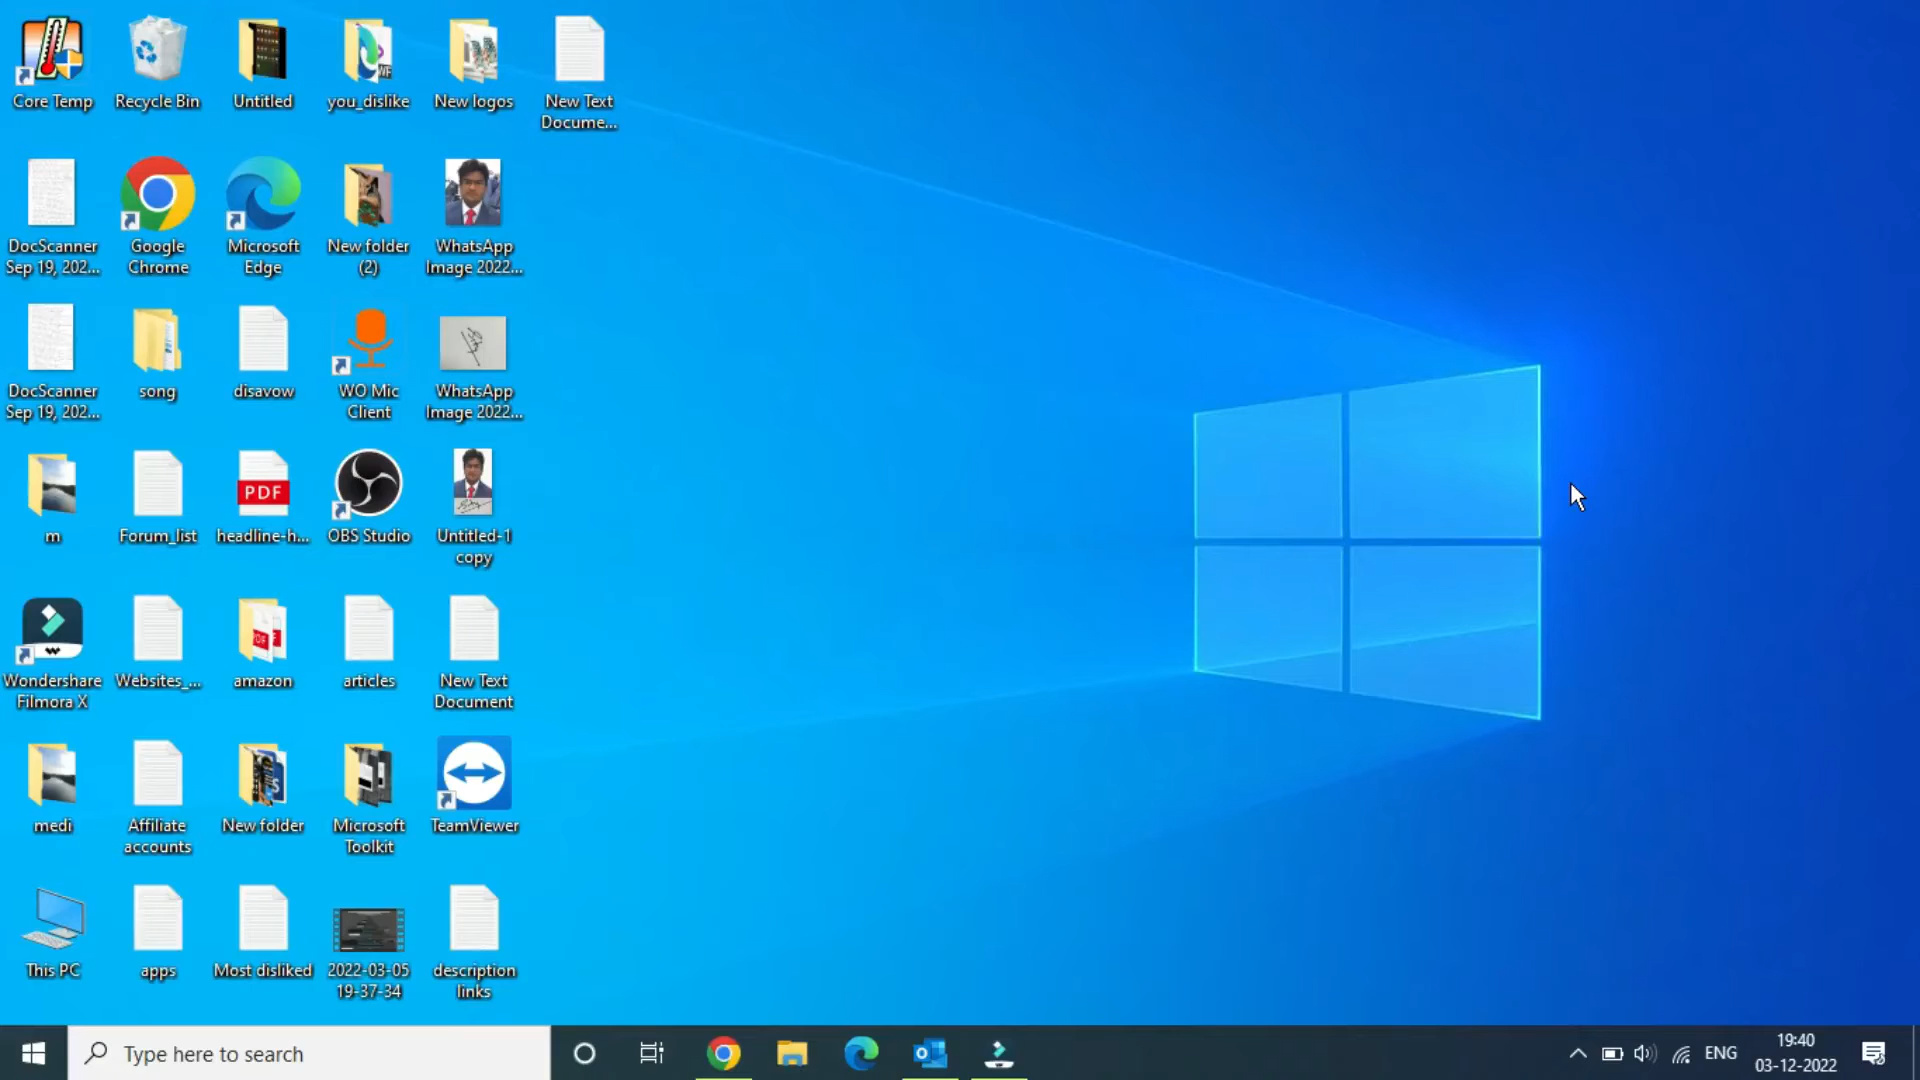 Core Temp
Recycle Bin
Untitled
you_dislike
New logos
New Text
Docume...
DocScanner
Sep 19, 202...
Google
Chrome
Microsoft
Edge
New folder
(2)
WhatsApp
Image 2022...
DocScanner
Sep 19, 202...
song
disavow
WO Mic
Client
WhatsApp
Image 2022...
m
Forum_list
PDF
headline-h...
OBS Studio
Untitled-1
copy
Wondershare
Filmora X
Websites_...
amazon
articles
New Text
Document
medi
Affiliate
accounts
New folder
Microsoft
Toolkit
TeamViewer
This PC
apps
Most disliked
2022-03-05
19-37-34
description
links
Type here to search
ENG
19:40
03-12-2022